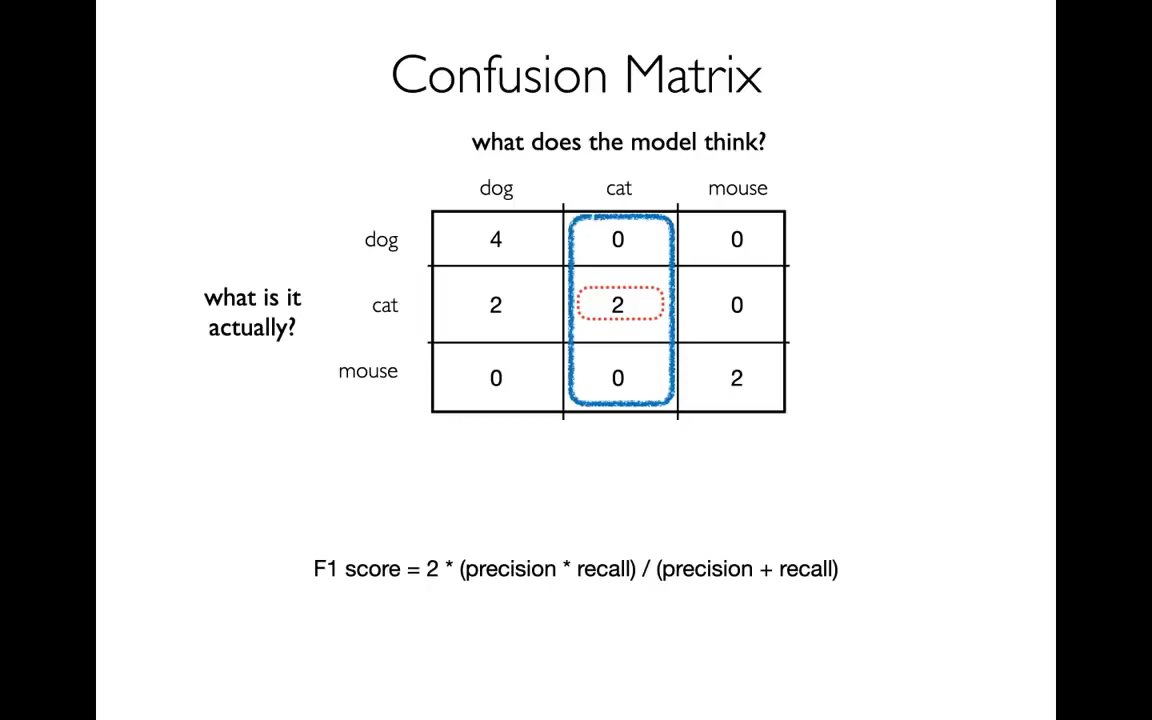 Confusion Matrix
what does the model think?
dog cat mouse
dog 4 0 0
what is it
actually?
cat 2 2 0
mouse 0 0 2
F1 score = 2 * (precision * recall) / (precision + recall)